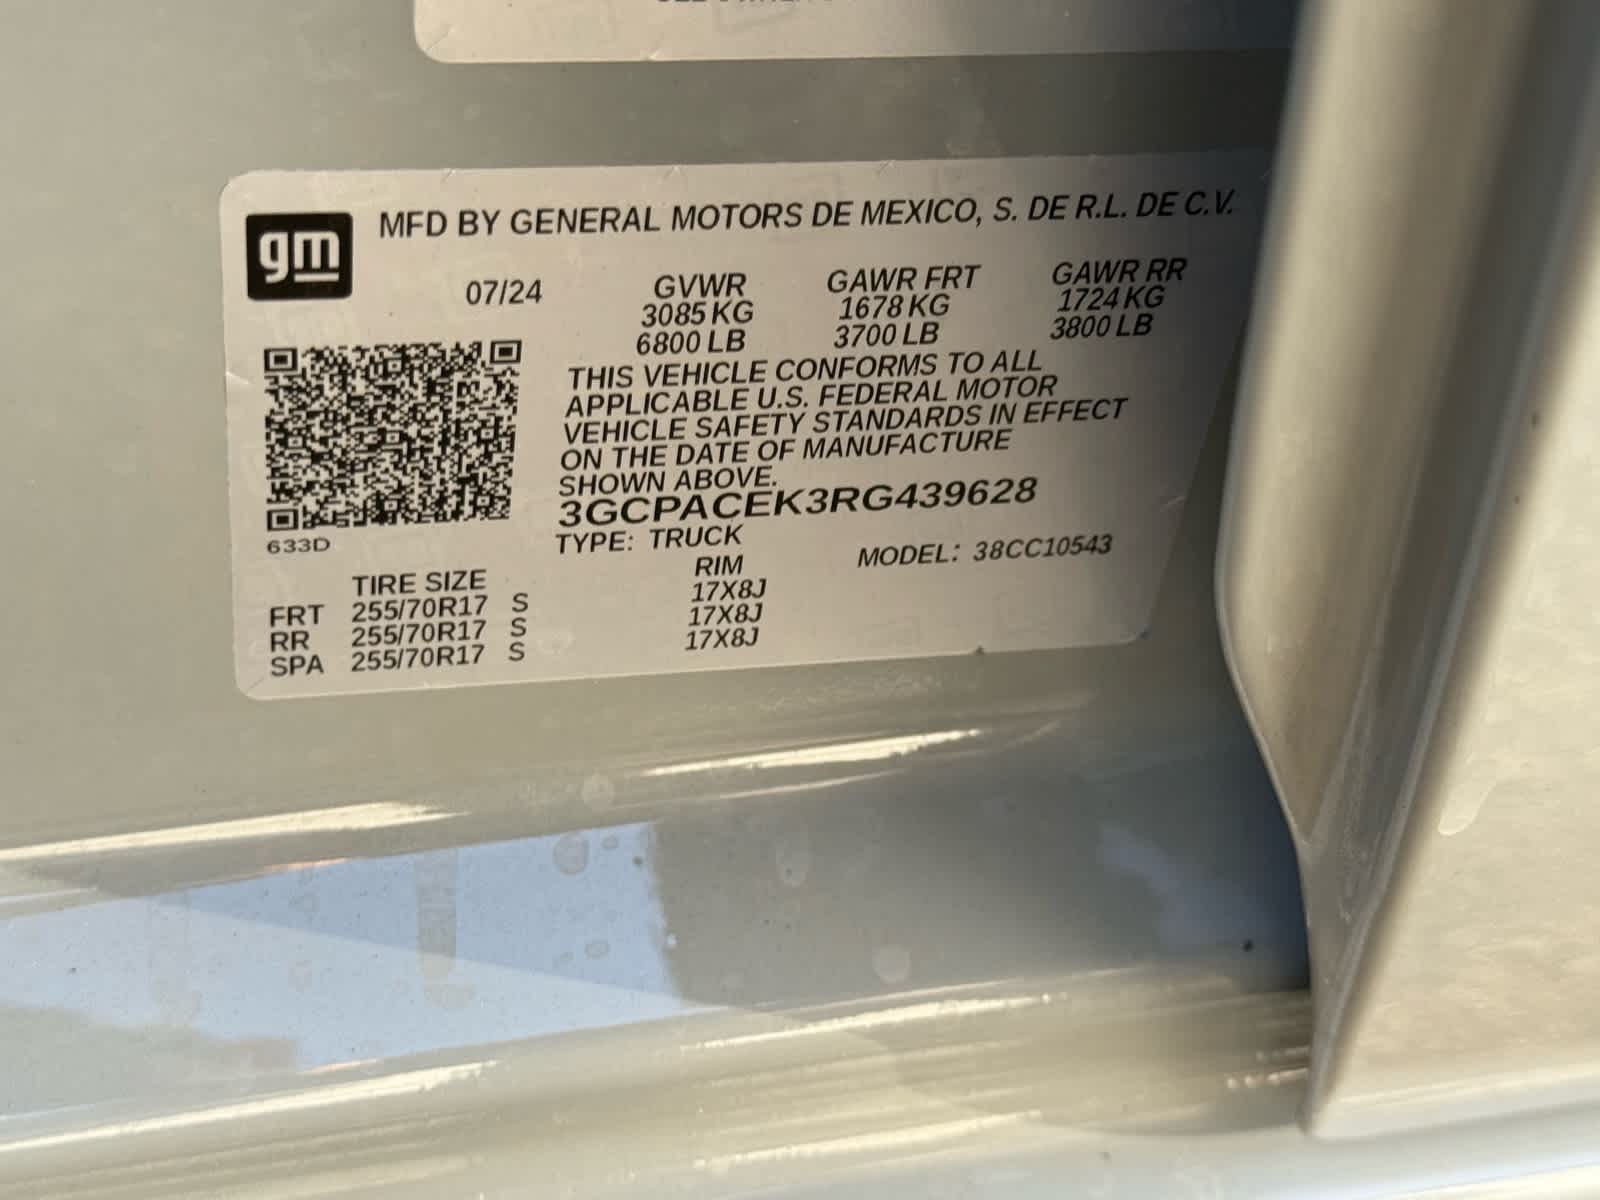 gm
MFD BY GENERAL MOTORS DE MEXICO, S. DE R.L. DE C.V.
07/24 GVWR GAWR FRT GAWR RR
3085 KG 1678 KG 1724 KG
6800 LB 3700 LB 3800 LB
THIS VEHICLE CONFORMS TO ALL
APPLICABLE U.S. FEDERAL MOTOR
VEHICLE SAFETY STANDARDS IN EFFECT
ON THE DATE OF MANUFACTURE
SHOWN ABOVE.
3GCPACEK3RG439628
633D
TYPE: TRUCK MODEL: 38CC10543
TIRE SIZE RIM
FRT 255/70R17 S 17X8J
RR 255/70R17 S 17X8J
SPA 255/70R17 S 17X8J